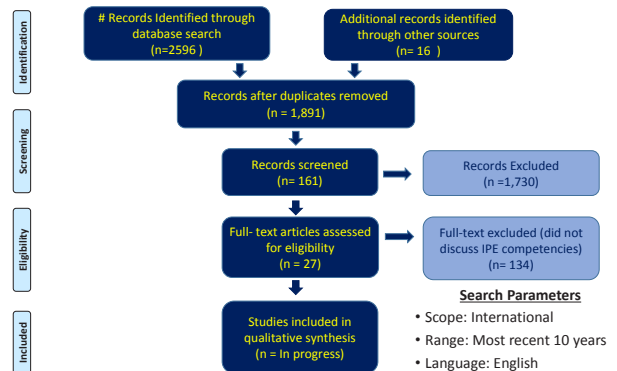 Identification
# Records Identified through
database search
(n=2596 )
Additional records identified
through other sources
(n= 16 )
Records after duplicates removed
(n = 1,891)
Screening
Records screened
(n= 161)
Records Excluded
(n =1,730)
Eligibility
Full- text articles assessed
for eligibility
(n = 27)
Full-text excluded (did not
discuss IPE competencies)
(n= 134)
Included
Studies included in
qualitative synthesis
(n = In progress)
Search Parameters
• Scope: International
• Range: Most recent 10 years
• Language: English